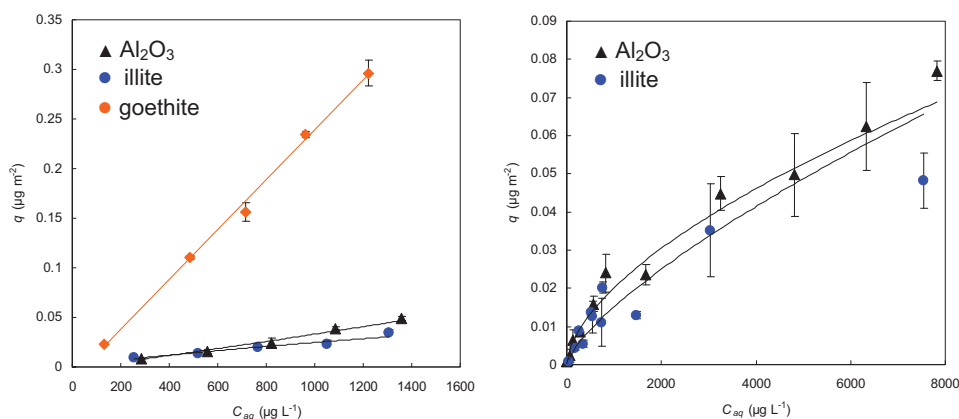 0.35
0.3
0.25
0.2
0.15
0.1
0.05
0
q (µg m⁻²)
Al₂O₃
illite
goethite
0 200 400 600 800 1000 1200 1400 1600
C_aq (µg L⁻¹)
0.09
0.08
0.07
0.06
0.05
0.04
0.03
0.02
0.01
0
q (µg m⁻²)
Al₂O₃
illite
0 2000 4000 6000 8000
C_aq (µg L⁻¹)